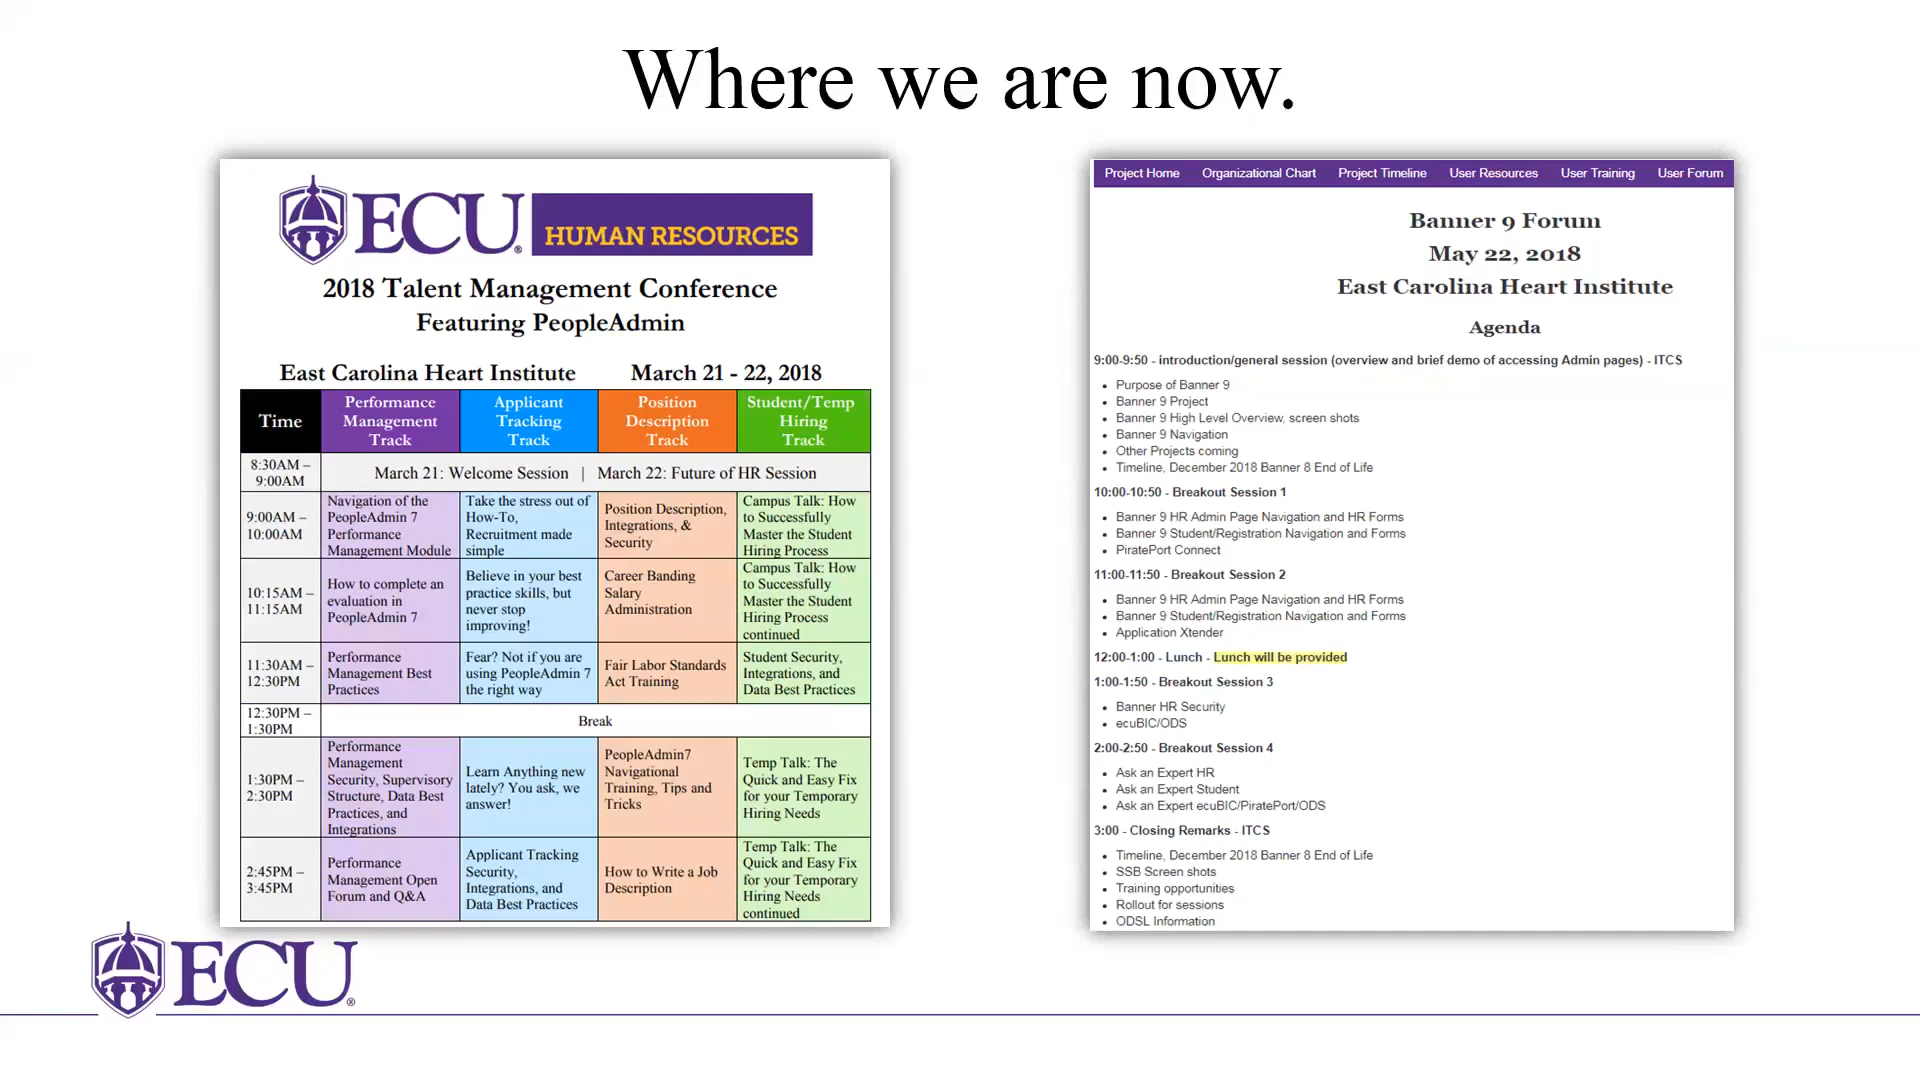 Where we are now.
ECU®
HUMAN RESOURCES
2018 Talent Management Conference
Featuring PeopleAdmin
East Carolina Heart Institute March 21 - 22, 2018
Time
Performance
Management
Track
Applicant
Tracking
Track
Position
Description
Track
Student/Temp
Hiring
Track
8:30AM –
9:00AM
March 21: Welcome Session | March 22: Future of HR Session
9:00AM –
10:00AM
Navigation of the
PeopleAdmin 7
Performance
Management Module
Take the stress out of
How-To,
Recruitment made
simple
Position Description,
Integrations, &
Security
Campus Talk: How
to Successfully
Master the Student
Hiring Process
10:15AM –
11:15AM
How to complete an
evaluation in
PeopleAdmin 7
Believe in your best
practice skills, but
never stop
improving!
Career Banding
Salary
Administration
Campus Talk: How
to Successfully
Master the Student
Hiring Process
continued
11:30AM –
12:30PM
Performance
Management Best
Practices
Fear? Not if you are
using PeopleAdmin 7
the right way
Fair Labor Standards
Act Training
Student Security,
Integrations, and
Data Best Practices
12:30PM –
1:30PM
Break
1:30PM –
2:30PM
Performance
Management
Security, Supervisory
Structure, Data Best
Practices, and
Integrations
Learn Anything new
lately? You ask, we
answer!
PeopleAdmin7
Navigational
Training, Tips and
Tricks
Temp Talk: The
Quick and Easy Fix
for your Temporary
Hiring Needs
2:45PM –
3:45PM
Performance
Management Open
Forum and Q&A
Applicant Tracking
Security,
Integrations, and
Data Best Practices
How to Write a Job
Description
Temp Talk: The
Quick and Easy Fix
for your Temporary
Hiring Needs
continued
Project Home Organizational Chart Project Timeline User Resources User Training User Forum
Banner 9 Forum
May 22, 2018
East Carolina Heart Institute
Agenda
9:00-9:50 - introduction/general session (overview and brief demo of accessing Admin pages) - ITCS
• Purpose of Banner 9
• Banner 9 Project
• Banner 9 High Level Overview, screen shots
• Banner 9 Navigation
• Other Projects coming
• Timeline, December 2018 Banner 8 End of Life
10:00-10:50 - Breakout Session 1
• Banner 9 HR Admin Page Navigation and HR Forms
• Banner 9 Student/Registration Navigation and Forms
• PiratePort Connect
11:00-11:50 - Breakout Session 2
• Banner 9 HR Admin Page Navigation and HR Forms
• Banner 9 Student/Registration Navigation and Forms
• Application Xtender
12:00-1:00 - Lunch - Lunch will be provided
1:00-1:50 - Breakout Session 3
• Banner HR Security
• ecuBIC/ODS
2:00-2:50 - Breakout Session 4
• Ask an Expert HR
• Ask an Expert Student
• Ask an Expert ecuBIC/PiratePort/ODS
3:00 - Closing Remarks - ITCS
• Timeline, December 2018 Banner 8 End of Life
• SSB Screen shots
• Training opportunities
• Rollout for sessions
• ODSL Information
ECU®